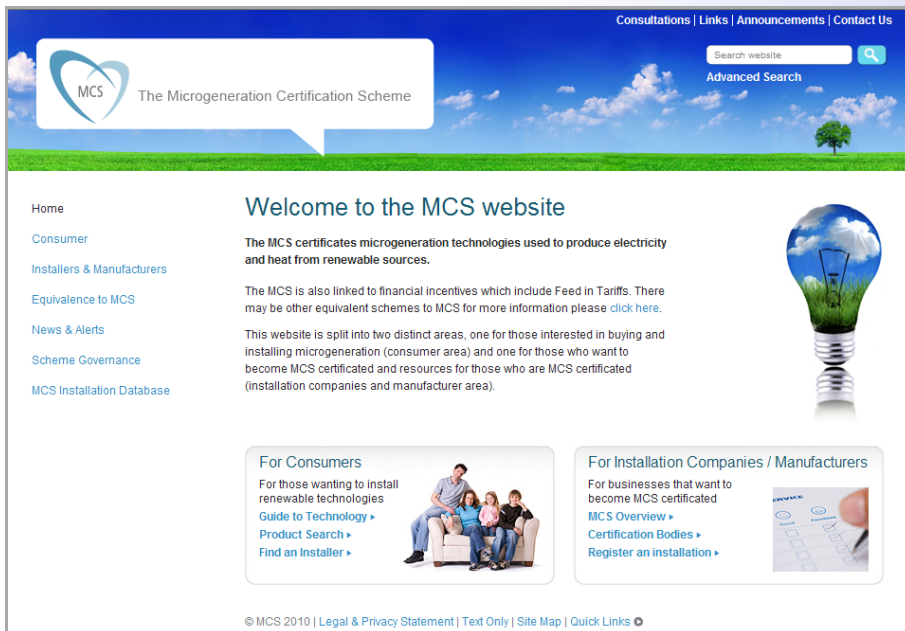 Consultations | Links | Announcements | Contact Us
Search website
Advanced Search
MCS
The Microgeneration Certification Scheme
Home
Consumer
Installers & Manufacturers
Equivalence to MCS
News & Alerts
Scheme Governance
MCS Installation Database
Welcome to the MCS website
The MCS certificates microgeneration technologies used to produce electricity
and heat from renewable sources.
The MCS is also linked to financial incentives which include Feed in Tariffs. There
may be other equivalent schemes to MCS for more information please click here.
This website is split into two distinct areas, one for those interested in buying and
installing microgeneration (consumer area) and one for those who want to
become MCS certificated and resources for those who are MCS certificated
(installation companies and manufacturer area).
For Consumers
For those wanting to install
renewable technologies
Guide to Technology
Product Search
Find an Installer
For Installation Companies / Manufacturers
For businesses that want to
become MCS certificated
MCS Overview
Certification Bodies
Register an installation
Good
Excellent
© MCS 2010 | Legal & Privacy Statement | Text Only | Site Map | Quick Links